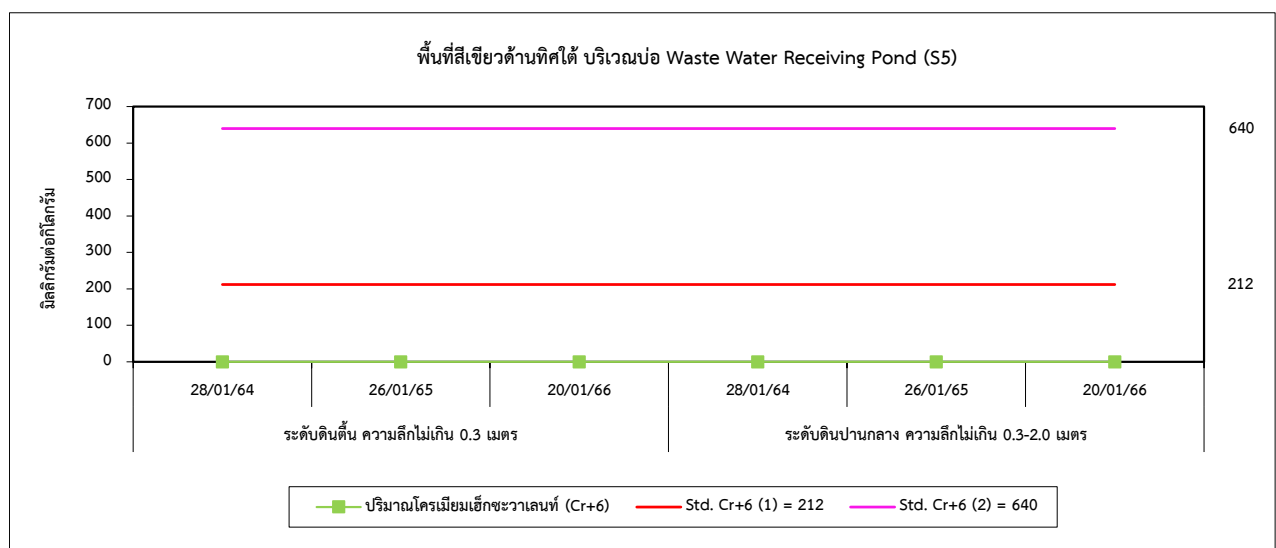 พื้นที่สีเขียวด้านทิศใต้ บริเวณบ่อ Waste Water Receiving Pond (S5)
มิลลิกรัมต่อกิโลกรัม
700
600
500
400
300
200
100
0
640
212
28/01/64 26/01/65 20/01/66 28/01/64 26/01/65 20/01/66
ระดับดินตื้น ความลึกไม่เกิน 0.3 เมตร ระดับดินปานกลาง ความลึกไม่เกิน 0.3-2.0 เมตร
ปริมาณโครเมียมเฮ็กซะวาเลนท์ (Cr+6) Std. Cr+6 (1) = 212 Std. Cr+6 (2) = 640